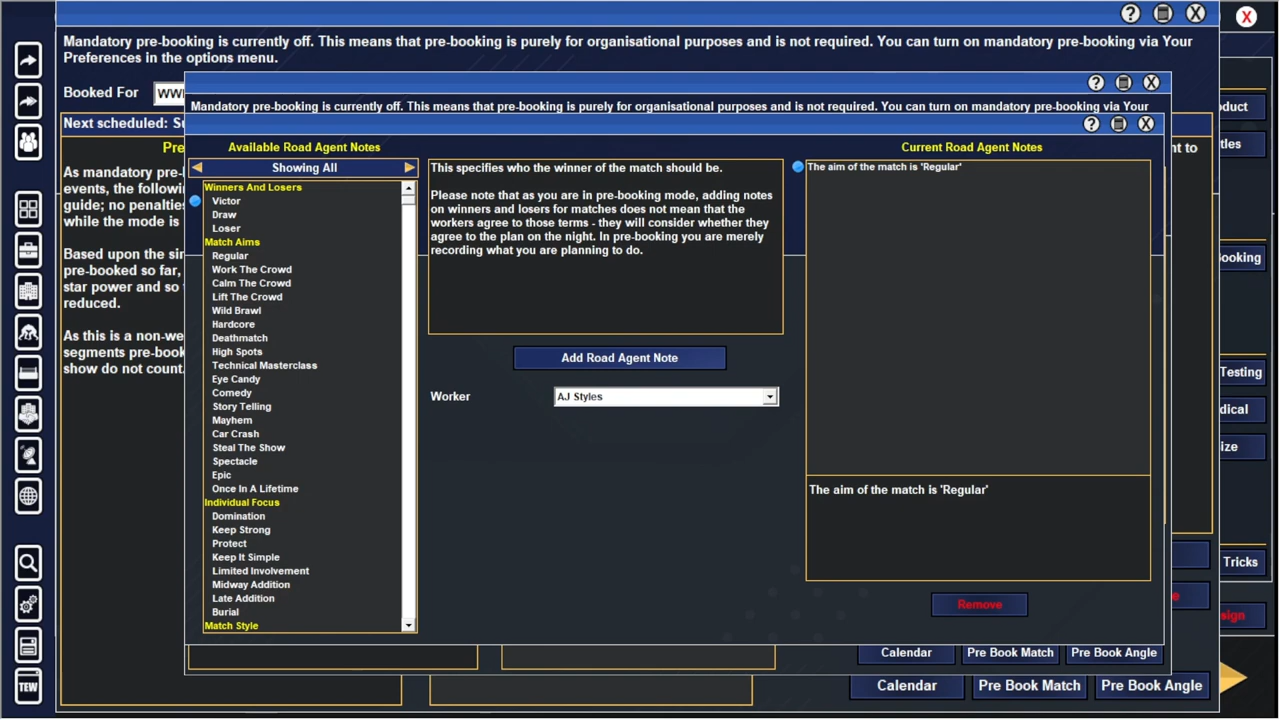 Mandatory pre-booking is currently off. This means that pre-booking is purely for organisational purposes and is not required. You can turn on mandatory pre-booking via Your
Preferences in the options menu.
Booked For
Mandatory pre-booking is currently off. This means that pre-booking is purely for organisational purposes and is not required. You can turn on mandatory pre-booking via Your
Next scheduled:
As mandatory pre-
events, the following
guide; no penalties
while the mode is
Based upon the
pre-booked so far,
star power and so
reduced.
As this is a
segments
show do not count.
Available Road Agent Notes
Showing All
Winners And Losers
Victor
Draw
Loser
Match Aims
Regular
Work The Crowd
Calm The Crowd
Lift The Crowd
Wild Brawl
Hardcore
Deathmatch
High Spots
Technical Masterclass
Eye Candy
Comedy
Story Telling
Mayhem
Car Crash
Steal The Show
Spectacle
Epic
Once In A Lifetime
Individual Focus
Domination
Keep Strong
Protect
Keep It Simple
Limited Involvement
Midway Addition
Late Addition
Burial
Match Style
This specifies who the winner of the match should be.
Please note that as you are in pre-booking mode, adding notes
on winners and losers for matches does not mean that the
workers agree to those terms - they will consider whether they
agree to the plan on the night. In pre-booking you are merely
recording what you are planning to do.
Add Road Agent Note
Worker
A.J Styles
Current Road Agent Notes
The aim of the match is 'Regular'
The aim of the match is 'Regular'
Remove
Calendar
Pre Book Match
Pre Book Angle
Calendar
Pre Book Match
Pre Book Angle
to
Testing
Tricks
TEW